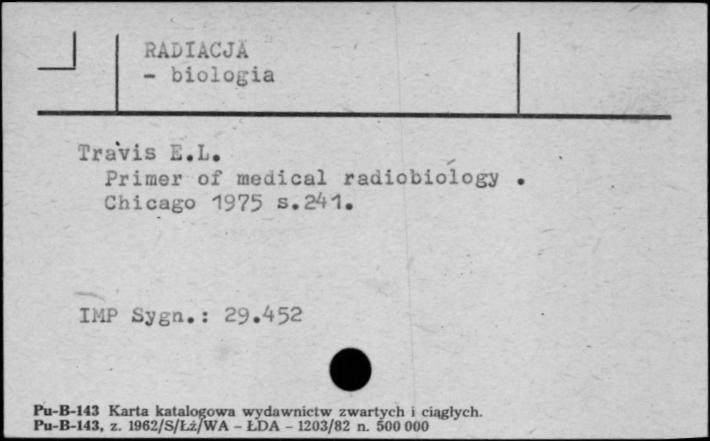 RADIACJA
- biologia
Travis E.L.
Primer of medical radiobiology .
Chicago 1975 s.241.
IMP Sygn.: 29.452
Pu-B-143 Karta katalogowa wydawnictw zwartych i ciągłych.
Pu-B-143, z. 1962/S/Łż/WA - ŁDA - 1203/82 n. 500 000